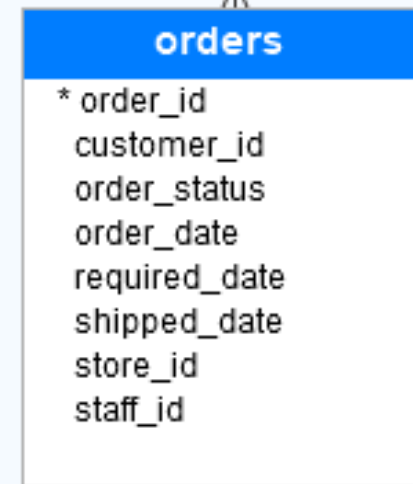 orders
* order_id
customer_id
order_status
order_date
required_date
shipped_date
store_id
staff_id